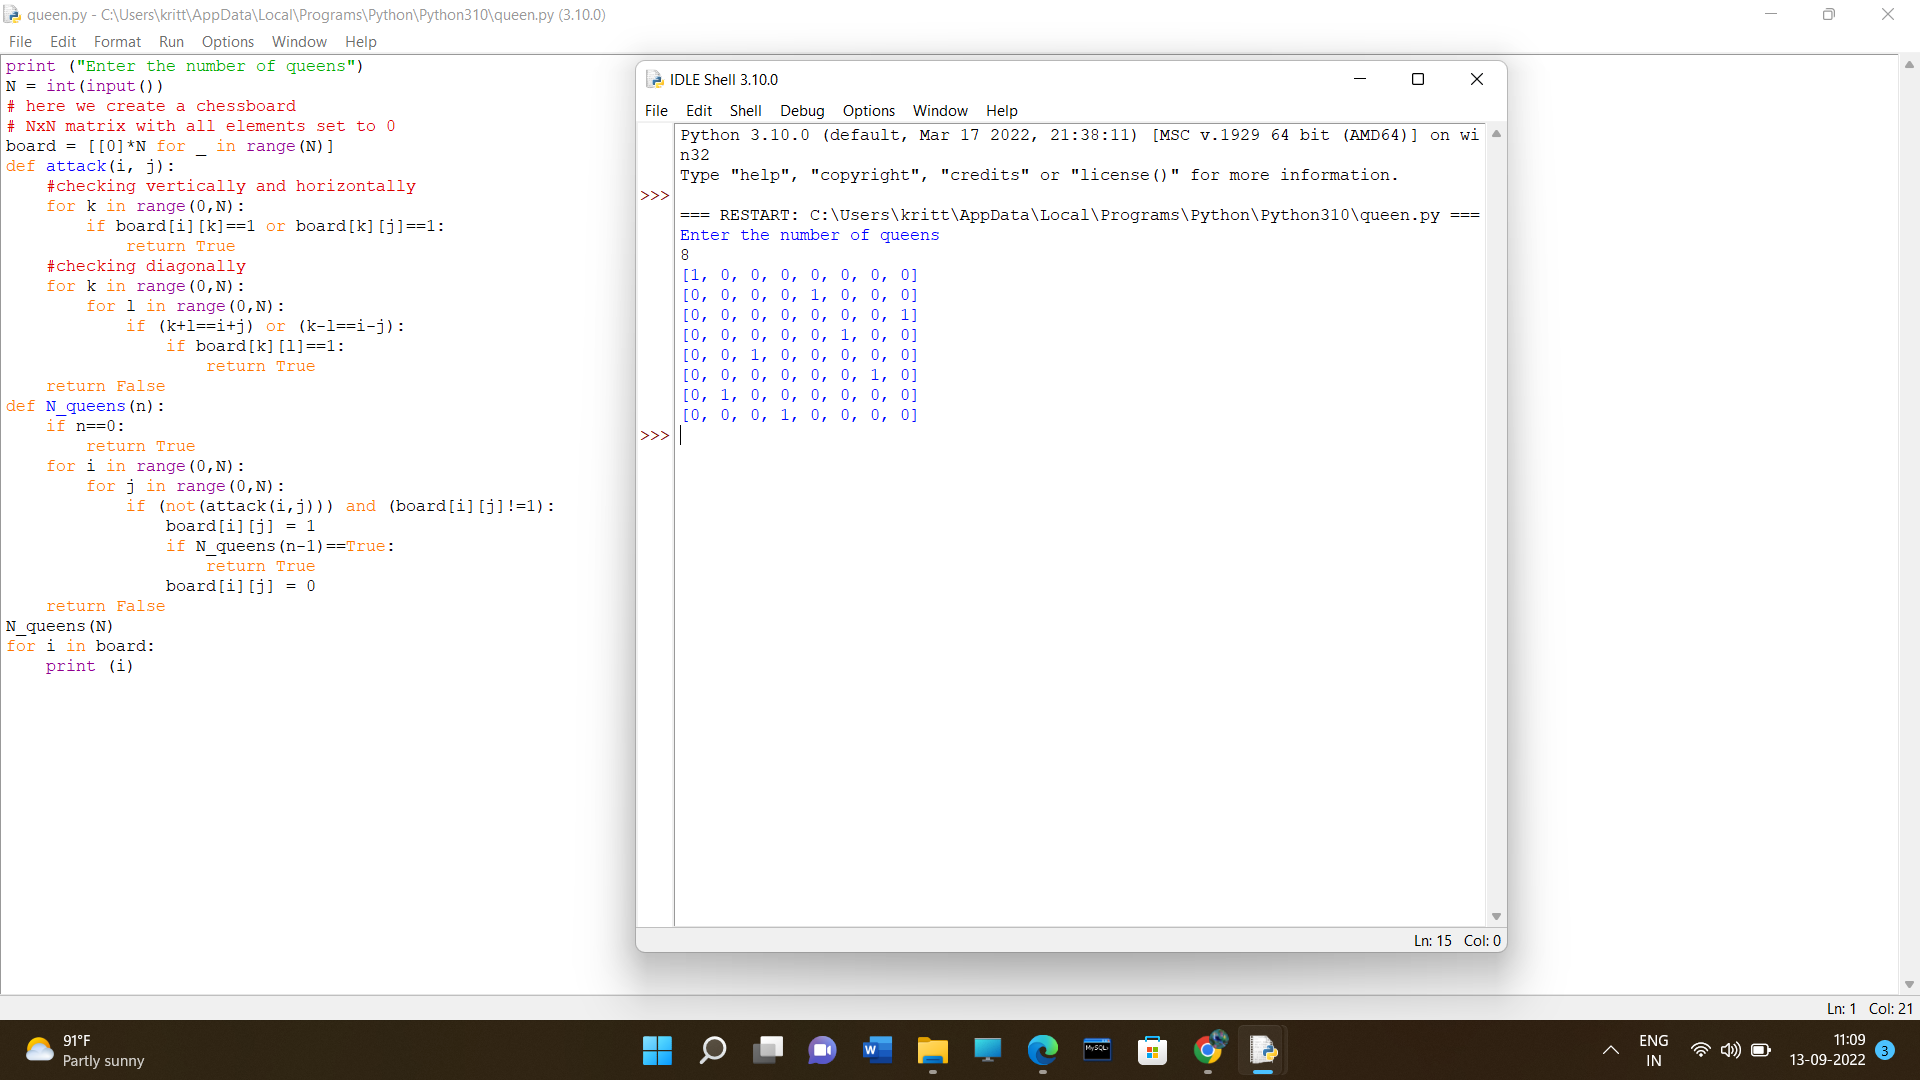 queen.py - C:\Users\kritt\AppData\Local\Programs\Python\Python310\queen.py (3.10.0)
File Edit Format Run Options Window Help
print ("Enter the number of queens")
N = int(input())
# here we create a chessboard
# NxN matrix with all elements set to 0
board = [[0]*N for _ in range(N)]
def attack(i, j):
    #checking vertically and horizontally
    for k in range(0,N):
        if board[i][k]==1 or board[k][j]==1:
            return True
    #checking diagonally
    for k in range(0,N):
        for l in range(0,N):
            if (k+l==i+j) or (k-l==i-j):
                if board[k][l]==1:
                    return True
    return False
def N_queens(n):
    if n==0:
        return True
    for i in range(0,N):
        for j in range(0,N):
            if (not(attack(i,j))) and (board[i][j]!=1):
                board[i][j] = 1
                if N_queens(n-1)==True:
                    return True
                board[i][j] = 0
    return False
N_queens(N)
for i in board:
    print (i)
IDLE Shell 3.10.0
File Edit Shell Debug Options Window Help
Python 3.10.0 (default, Mar 17 2022, 21:38:11) [MSC v.1929 64 bit (AMD64)] on wi
n32
Type "help", "copyright", "credits" or "license()" for more information.
>>>
=== RESTART: C:\Users\kritt\AppData\Local\Programs\Python\Python310\queen.py ===
Enter the number of queens
8
[1, 0, 0, 0, 0, 0, 0, 0]
[0, 0, 0, 0, 1, 0, 0, 0]
[0, 0, 0, 0, 0, 0, 0, 1]
[0, 0, 0, 0, 0, 1, 0, 0]
[0, 0, 1, 0, 0, 0, 0, 0]
[0, 0, 0, 0, 0, 0, 1, 0]
[0, 1, 0, 0, 0, 0, 0, 0]
[0, 0, 0, 1, 0, 0, 0, 0]
>>>
Ln: 15 Col: 0
Ln: 1 Col: 21
91°F
Partly sunny
W
MySQL
ENG
IN
11:09
13-09-2022
3